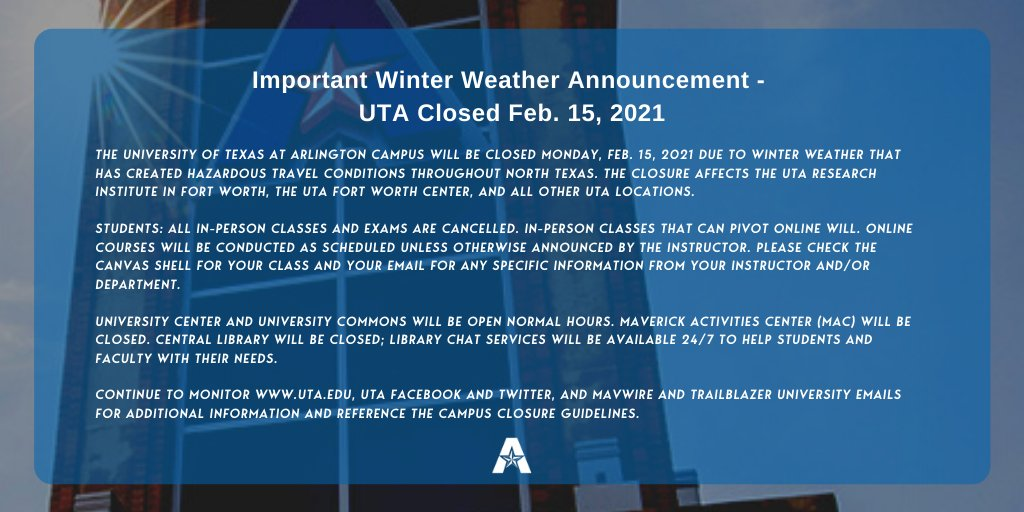 Important Winter Weather Announcement -
UTA Closed Feb. 15, 2021
THE UNIVERSITY OF TEXAS AT ARLINGTON CAMPUS WILL BE CLOSED MONDAY, FEB. 15, 2021 DUE TO WINTER WEATHER THAT
HAS CREATED HAZARDOUS TRAVEL CONDITIONS THROUGHOUT NORTH TEXAS. THE CLOSURE AFFECTS THE UTA RESEARCH
INSTITUTE IN FORT WORTH, THE UTA FORT WORTH CENTER, AND ALL OTHER UTA LOCATIONS.
STUDENTS: ALL IN-PERSON CLASSES AND EXAMS ARE CANCELLED. IN-PERSON CLASSES THAT CAN PIVOT ONLINE WILL. ONLINE
COURSES WILL BE CONDUCTED AS SCHEDULED UNLESS OTHERWISE ANNOUNCED BY THE INSTRUCTOR. PLEASE CHECK THE
CANVAS SHELL FOR YOUR CLASS AND YOUR EMAIL FOR ANY SPECIFIC INFORMATION FROM YOUR INSTRUCTOR AND/OR
DEPARTMENT.
UNIVERSITY CENTER AND UNIVERSITY COMMONS WILL BE OPEN NORMAL HOURS. MAVERICK ACTIVITIES CENTER (MAC) WILL BE
CLOSED. CENTRAL LIBRARY WILL BE CLOSED; LIBRARY CHAT SERVICES WILL BE AVAILABLE 24/7 TO HELP STUDENTS AND
FACULTY WITH THEIR NEEDS.
CONTINUE TO MONITOR WWW.UTA.EDU, UTA FACEBOOK AND TWITTER, AND MAVWIRE AND TRAILBLAZER UNIVERSITY EMAILS
FOR ADDITIONAL INFORMATION AND REFERENCE THE CAMPUS CLOSURE GUIDELINES.
A